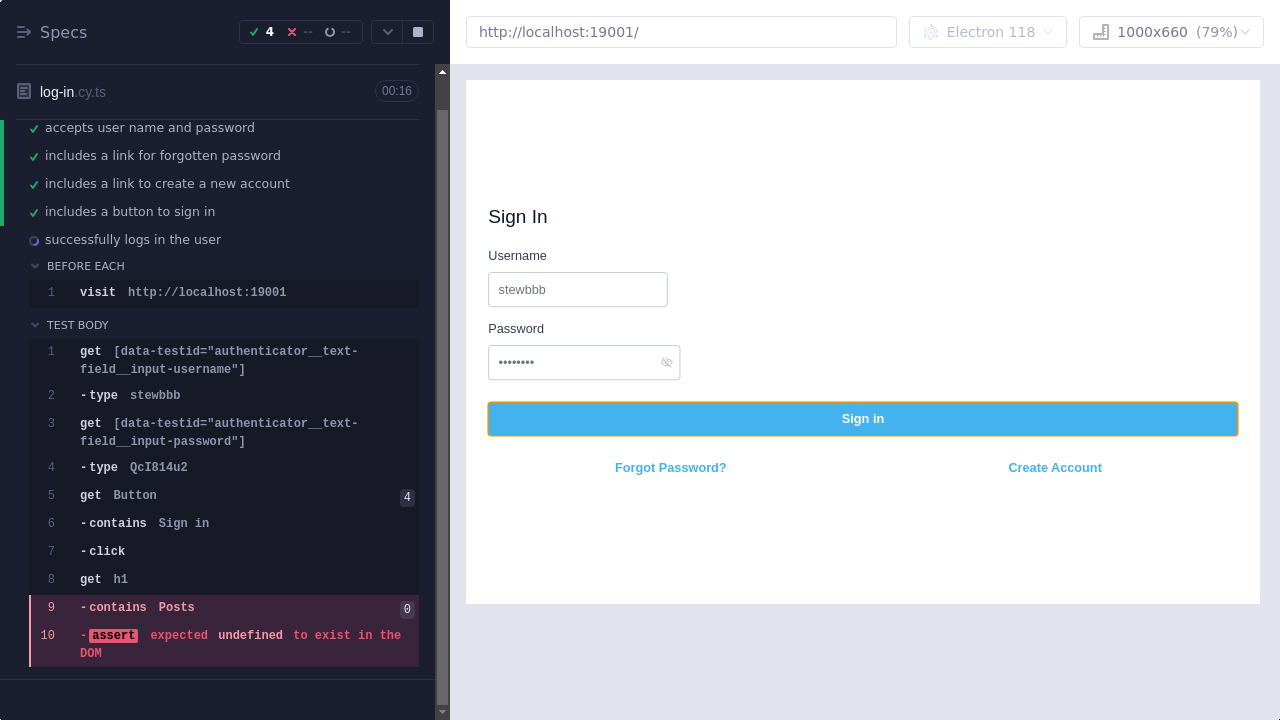 Specs
4
--
--
http://localhost:19001/
Electron 118
1000x660 (79%)
log-in.cy.ts
00:16
accepts user name and password
includes a link for forgotten password
includes a link to create a new account
includes a button to sign in
successfully logs in the user
BEFORE EACH
1 visit http://localhost:19001
TEST BODY
1 get [data-testid="authenticator__text-
field__input-username"]
2 -type stewbbb
3 get [data-testid="authenticator__text-
field__input-password"]
4 -type QcI814u2
5 get Button 4
6 -contains Sign in
7 -click
8 get h1
9 -contains Posts 0
10 -assert expected undefined to exist in the
DOM
Sign In
Username
stewbbb
Password
••••••••
Sign in
Forgot Password?
Create Account